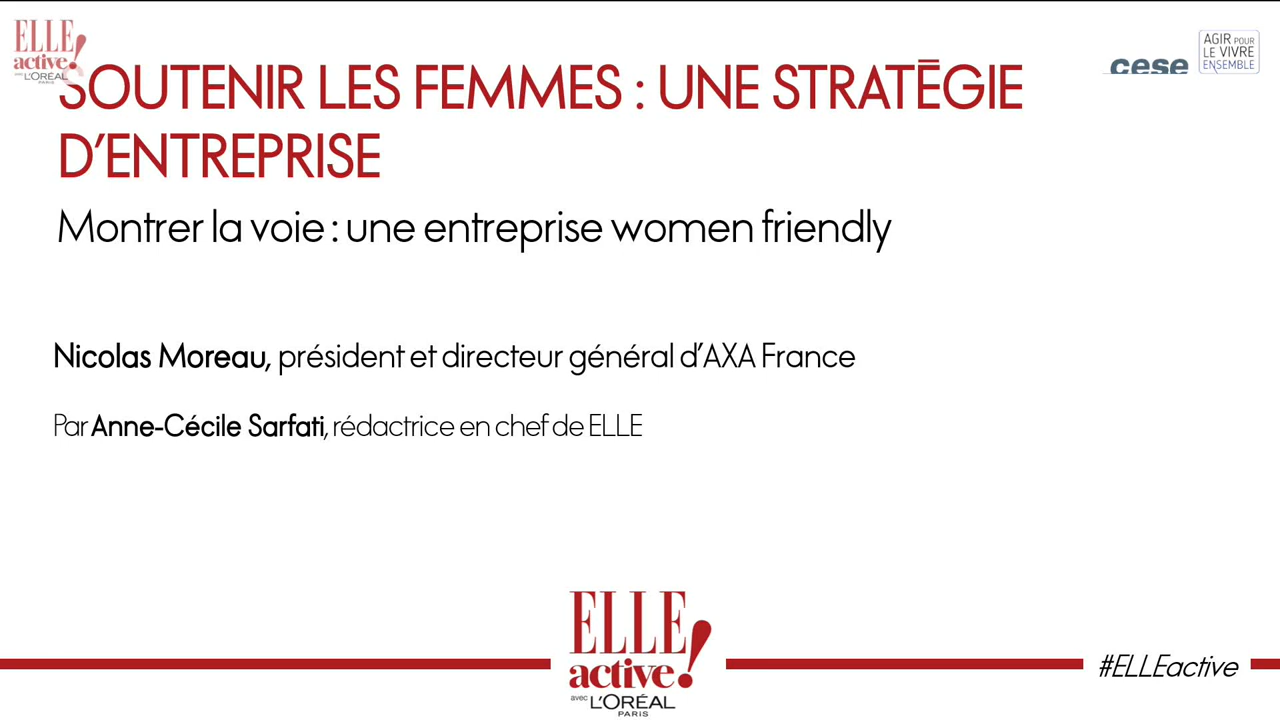 ELLE
active!
avec L'ORÉAL
PARIS
cese
AGIR POUR
LE VIVRE
ENSEMBLE
SOUTENIR LES FEMMES : UNE STRATÉGIE
D'ENTREPRISE
Montrer la voie : une entreprise women friendly
Nicolas Moreau, président et directeur général d'AXA France
Par Anne-Cécile Sarfati, rédactrice en chef de ELLE
ELLE
active!
avec L'ORÉAL
PARIS
#ELLEactive